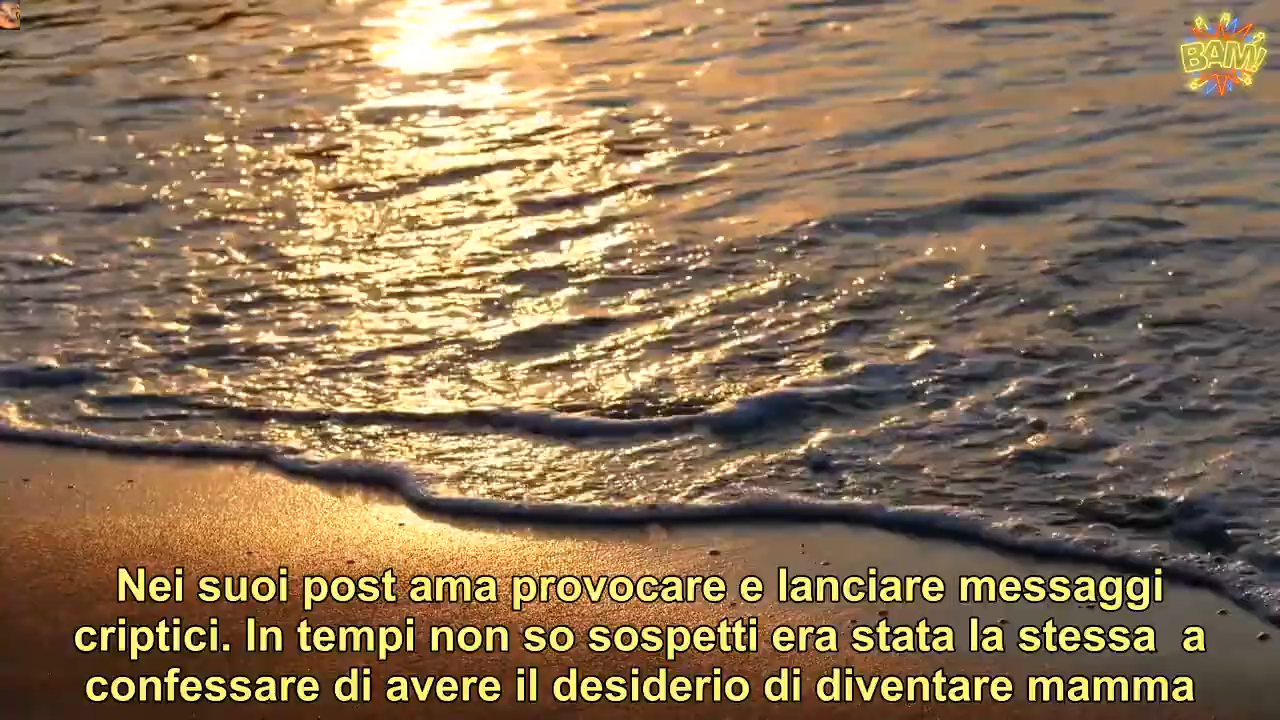 BAM!
Nei suoi post ama provocare e lanciare messaggi
criptici. In tempi non so sospetti era stata la stessa  a
confessare di avere il desiderio di diventare mamma